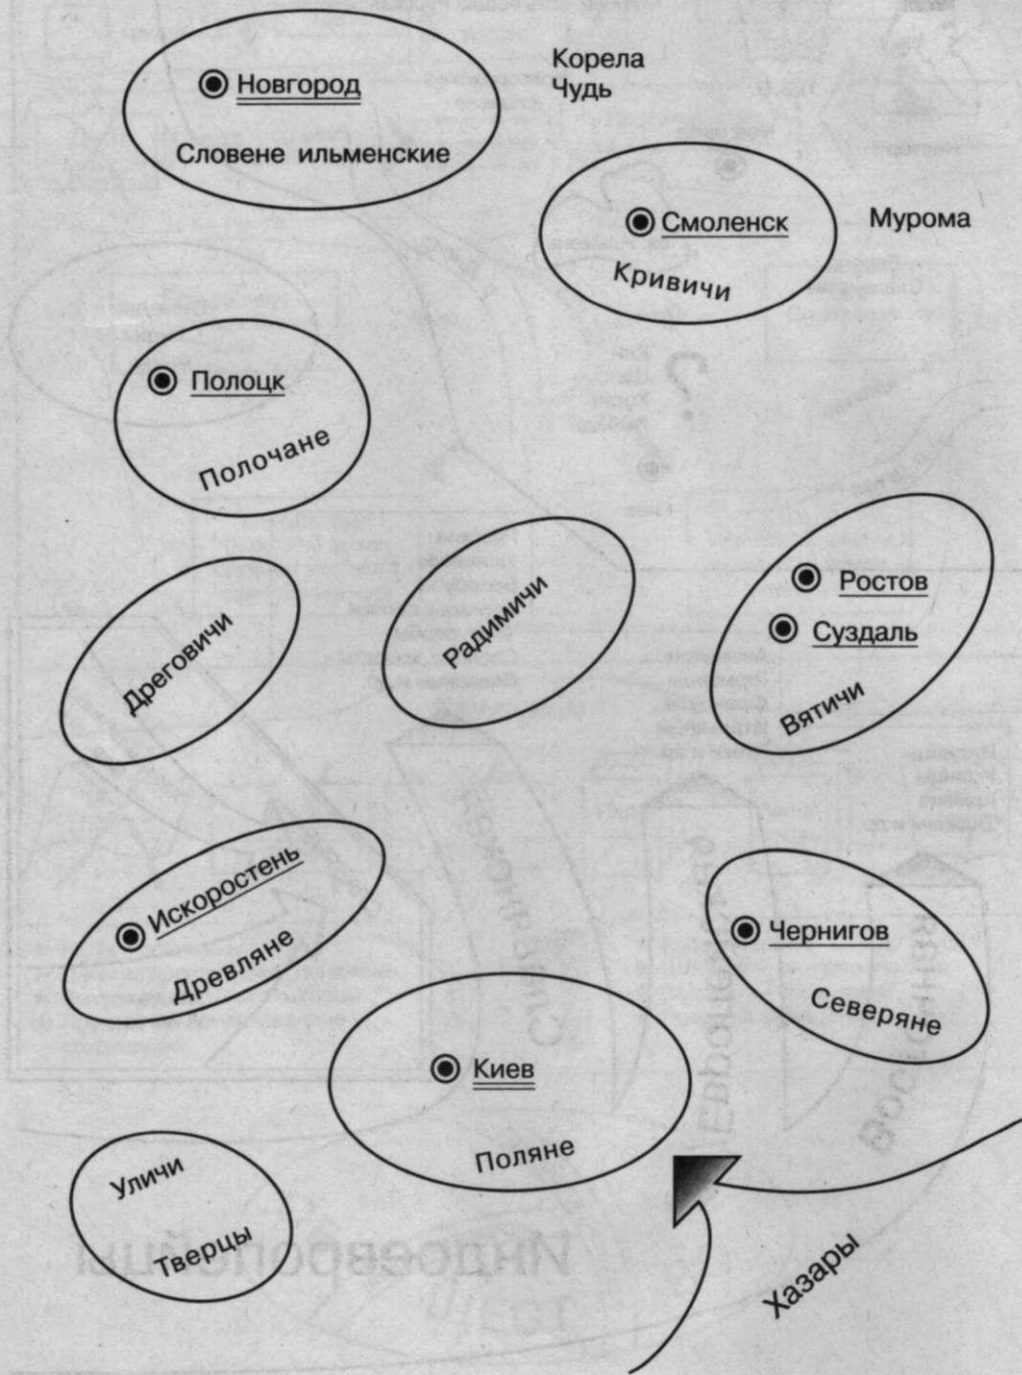 Корела
Чудь
Новгород
Словене ильменские
Смоленск
Кривичи
Мурома
Полоцк
Полочане
Дреговичи
Радимичи
Ростов
Суздаль
Вятичи
Искоростень
Древляне
Чернигов
Северяне
Киев
Поляне
Уличи
Тверцы
Хазары
Индоевропейцы